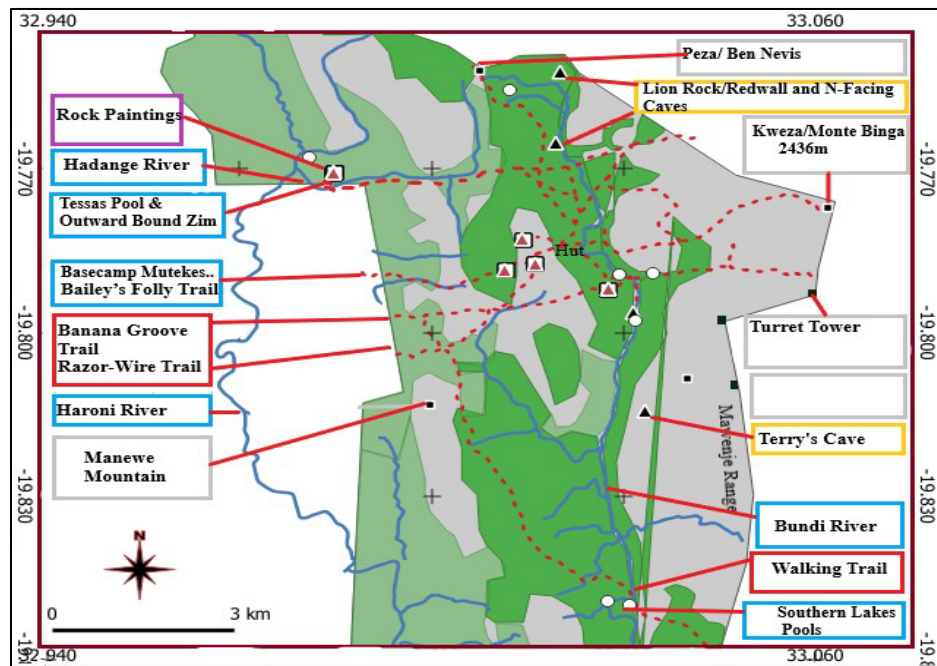 32.940
33.060
Peza/ Ben Nevis
Lion Rock/Redwall and N-Facing
Caves
Kweza/Monte Binga
2436m
Rock Paintings
Hadange River
Tessas Pool &
Outward Bound Zim
Basecamp Mutekes..
Bailey's Folly Trail
Banana Groove
Trail
Razor-Wire Trail
Haroni River
Manewe
Mountain
Hut
Turret Tower
Terry's Cave
Mawenje Range
Bundi River
Walking Trail
Southern Lakes
Pools
-19.770
-19.800
-19.830
-19.770
-19.800
-19.830
N
0
3 km
32.940
33.060